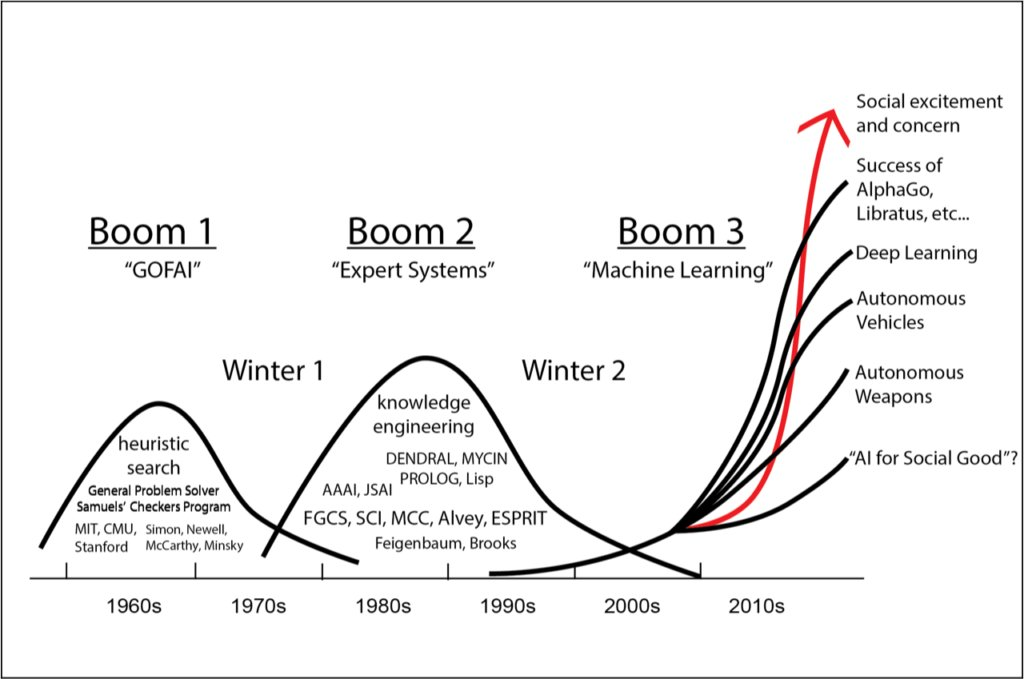 Social excitement
and concern
Success of
AlphaGo,
Libratus, etc...
Boom 1
Boom 2
Boom 3
"GOFAI"
"Expert Systems"
"Machine Learning"
Deep Learning
Autonomous
Vehicles
Winter 1
Winter 2
Autonomous
Weapons
knowledge
engineering
heuristic
search
DENDRAL, MYCIN
PROLOG, Lisp
"AI for Social Good"?
General Problem Solver
Samuels' Checkers Program
AAAI, JSAI
FGCS, SCI, MCC, Alvey, ESPRIT
MIT, CMU,
Stanford
Simon, Newell,
McCarthy, Minsky
Feigenbaum, Brooks
1960s
1970s
1980s
1990s
2000s
2010s